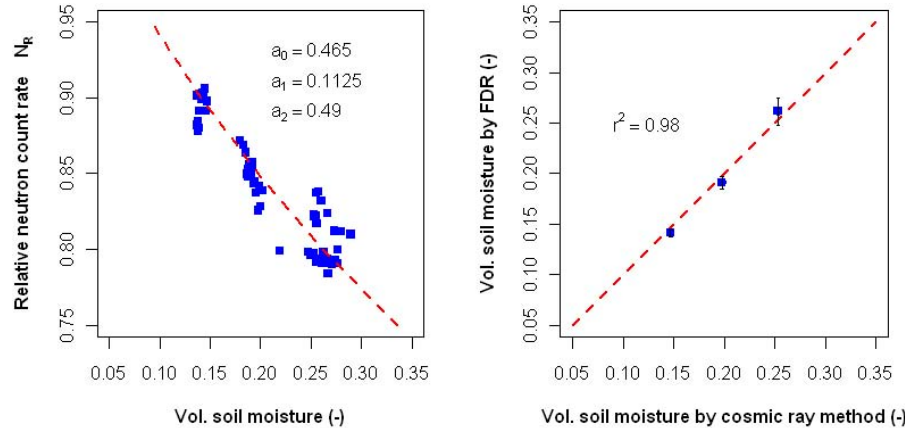 Relative neutron count rate N_R
0.95
0.90
0.85
0.80
0.75
a₀ = 0.465
a₁ = 0.1125
a₂ = 0.49
0.05 0.10 0.15 0.20 0.25 0.30 0.35
Vol. soil moisture (-)
Vol. soil moisture by FDR (-)
0.35
0.30
0.25
0.20
0.15
0.10
0.05
r² = 0.98
0.05 0.10 0.15 0.20 0.25 0.30 0.35
Vol. soil moisture by cosmic ray method (-)